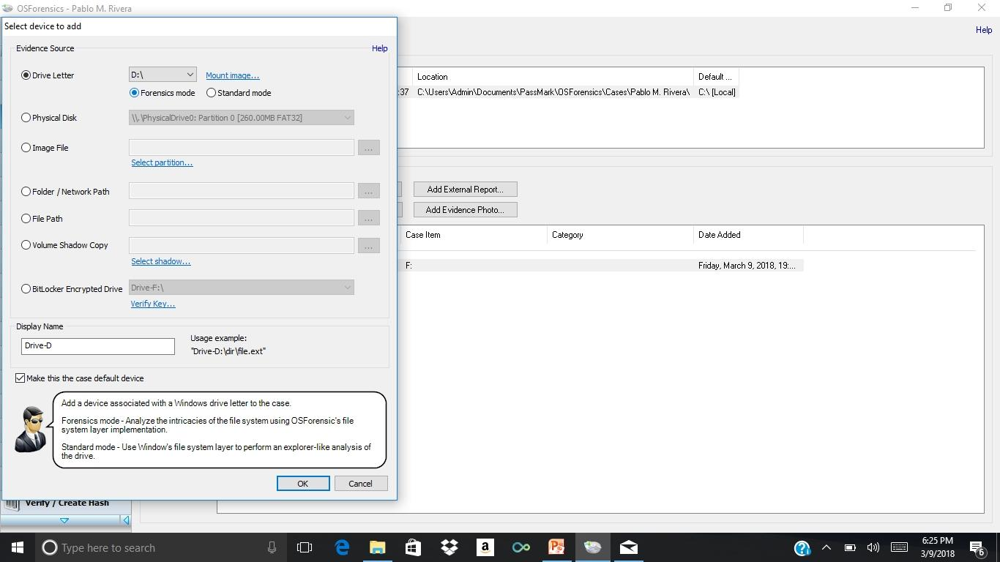 OSForensics - Pablo M. Rivera
Select device to add
Help
Evidence Source
Help
Drive Letter
D:\
Mount image...
Forensics mode
Standard mode
Physical Disk
\\.\PhysicalDrive0: Partition 0 [260.00MB FAT32]
Image File
...
Select partition...
Folder / Network Path
...
File Path
...
Volume Shadow Copy
...
Select shadow...
BitLocker Encrypted Drive
Drive-F:\
Verify Key...
Display Name
Drive-D
Usage example:
"Drive-D:\dir\file.ext"
Make this the case default device
Add a device associated with a Windows drive letter to the case.
Forensics mode - Analyze the intricacies of the file system using OSForensic's file
system layer implementation.
Standard mode - Use Window's file system layer to perform an explorer-like analysis of
the drive.
OK
Cancel
Location
Default ...
:37
C:\Users\Admin\Documents\PassMark\OSForensics\Cases\Pablo M. Rivera\
C:\ [Local]
Add External Report...
Add Evidence Photo...
Case Item
Category
Date Added
F:
Friday, March 9, 2018, 19:...
Verify / Create Hash
Type here to search
6:25 PM
3/9/2018
6